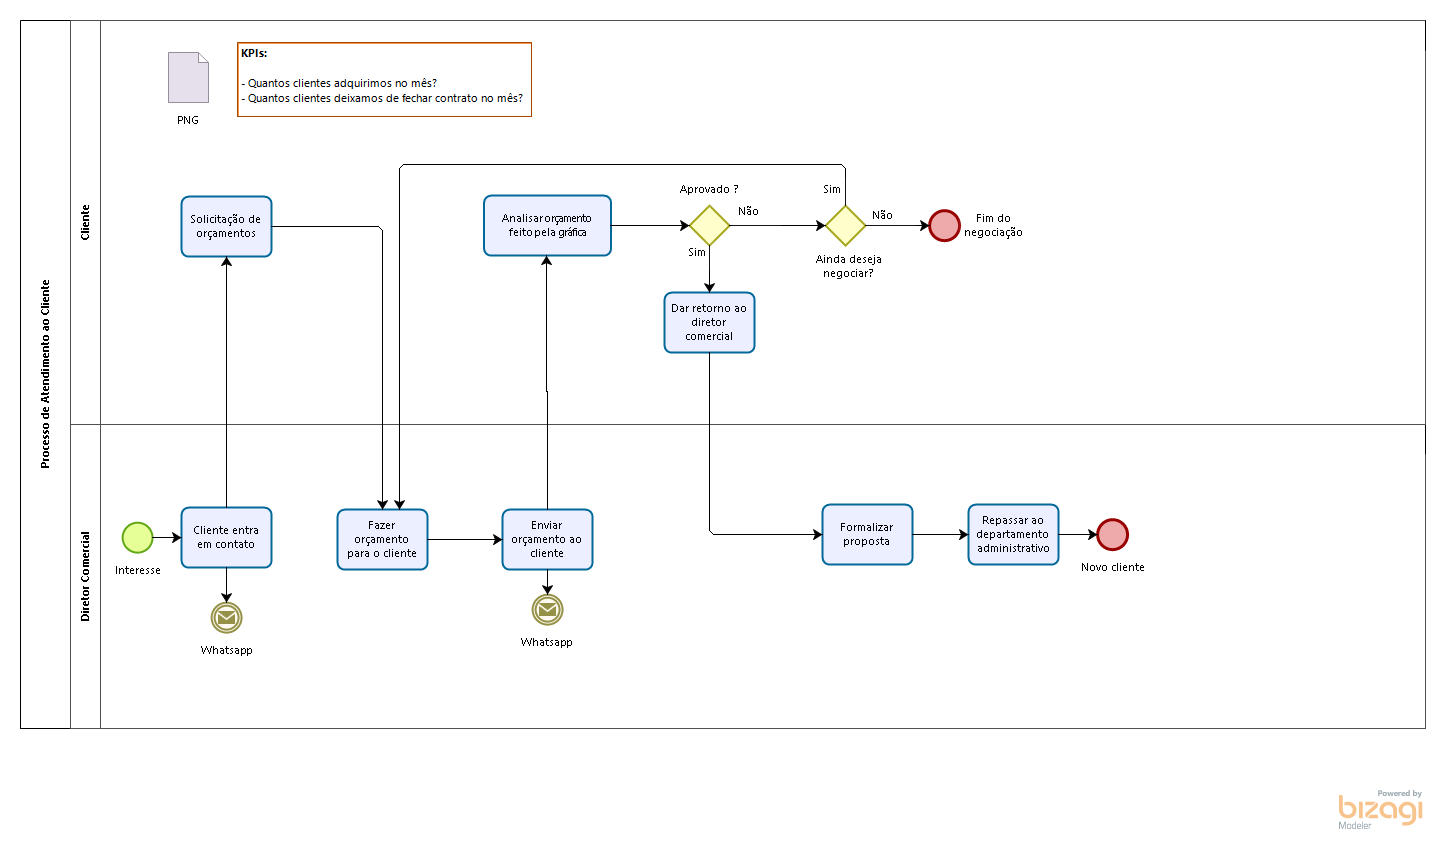 Processo de Atendimento ao Cliente
Cliente
PNG
KPIs:
- Quantos clientes adquirimos no mês?
- Quantos clientes deixamos de fechar contrato no mês?
Solicitação de
orçamentos
Analisar orçamento
feito pela gráfica
Aprovado ?
Não
Sim
Sim
Não
Ainda deseja
negociar?
Fim do
negociação
Dar retorno ao
diretor
comercial
Diretor Comercial
Interesse
Cliente entra
em contato
Whatsapp
Fazer
orçamento
para o cliente
Enviar
orçamento ao
cliente
Whatsapp
Formalizar
proposta
Repassar ao
departamento
administrativo
Novo cliente
Powered by
bizagi
Modeler